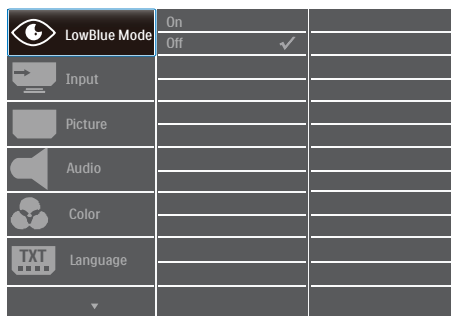 LowBlue Mode
On
Off
Input
Picture
Audio
Color
TXT
Language